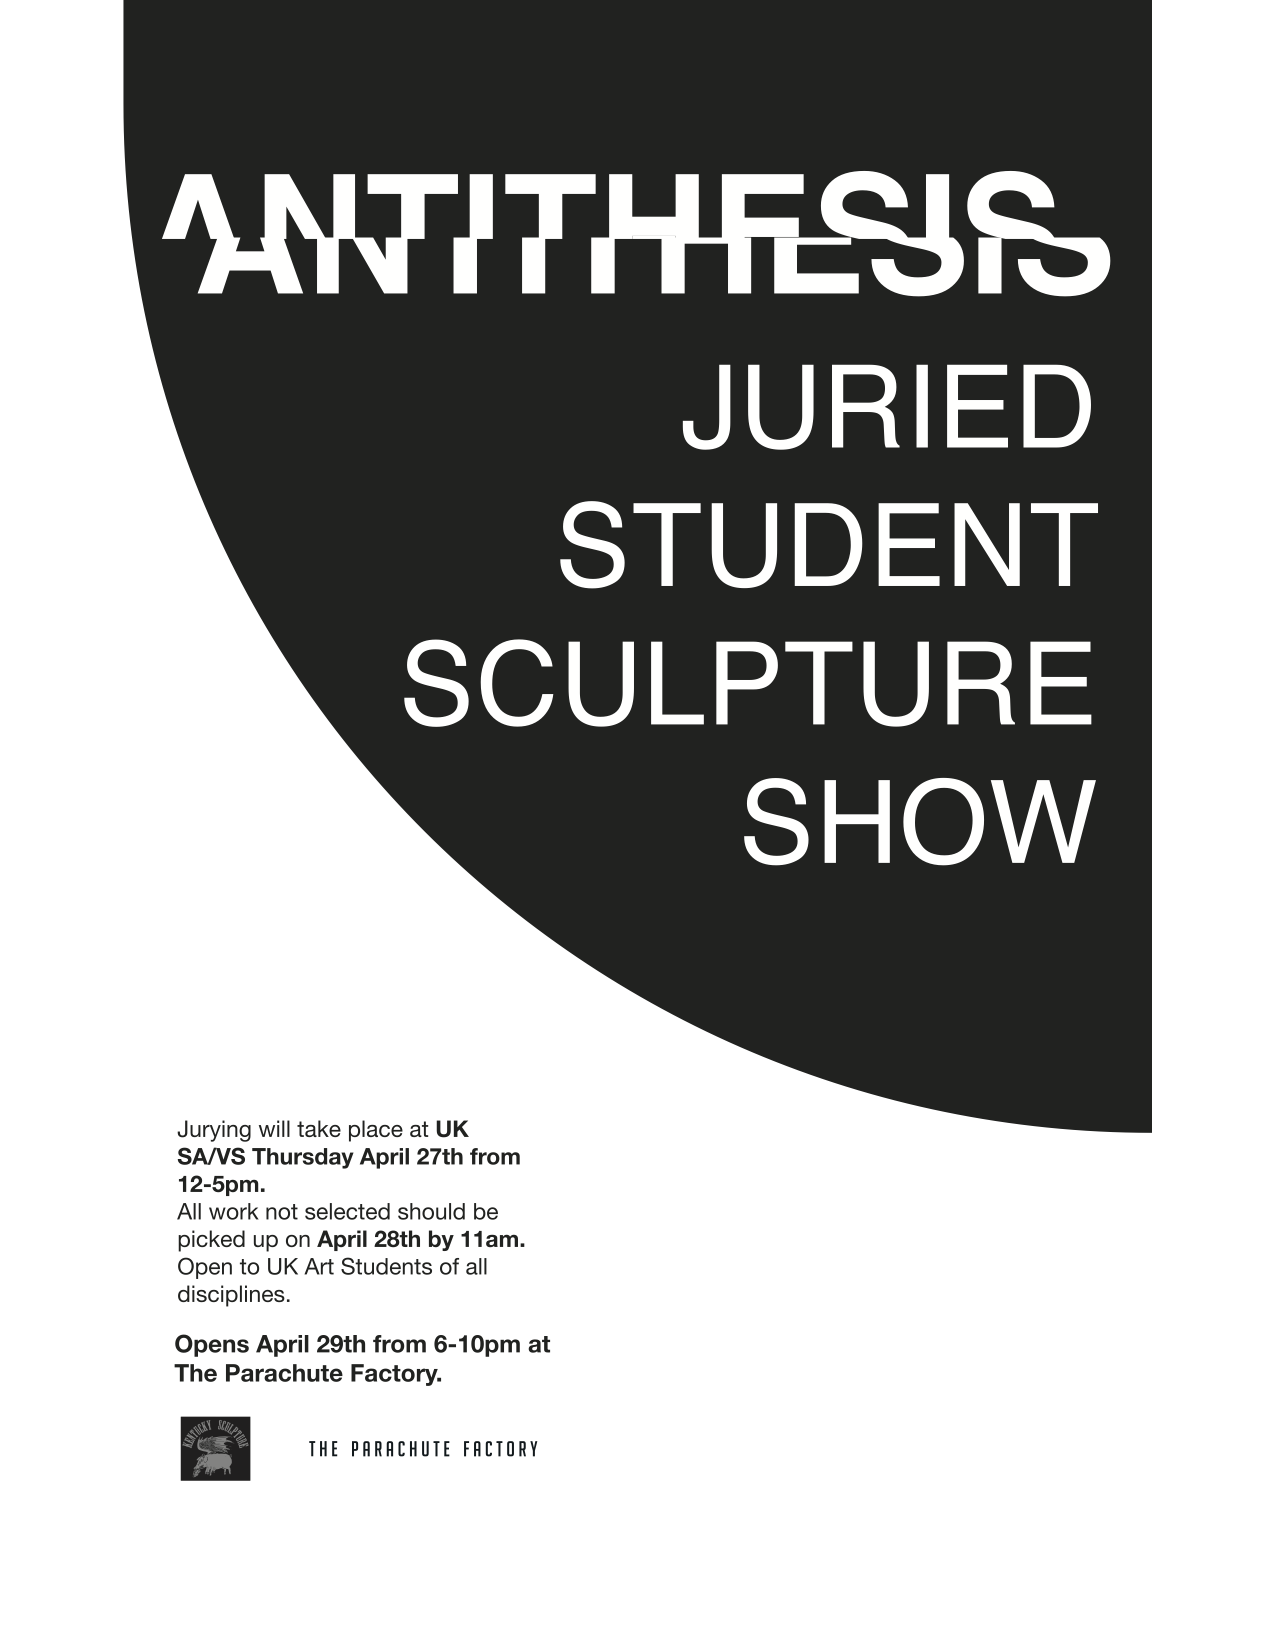 ANTITHESIS
JURIED
STUDENT
SCULPTURE
SHOW
Jurying will take place at UK
SA/VS Thursday April 27th from
12-5pm.
All work not selected should be
picked up on April 28th by 11am.
Open to UK Art Students of all
disciplines.
Opens April 29th from 6-10pm at
The Parachute Factory.
KENTUCKY SCULPTURE
THE PARACHUTE FACTORY